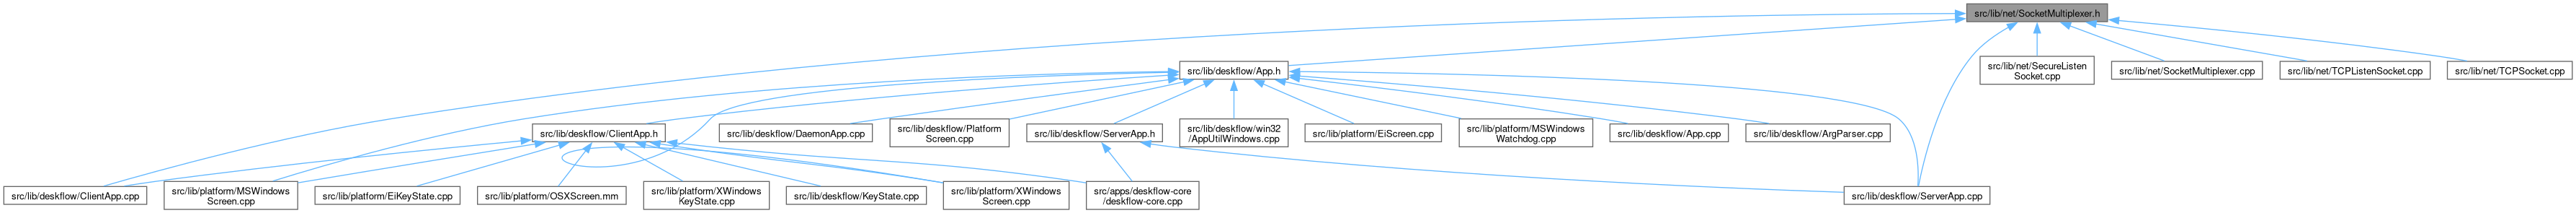 src/lib/net/SocketMultiplexer.h
src/lib/deskflow/App.h
src/lib/net/SecureListen
Socket.cpp
src/lib/net/SocketMultiplexer.cpp
src/lib/net/TCPListenSocket.cpp
src/lib/net/TCPSocket.cpp
src/lib/deskflow/ClientApp.h
src/lib/deskflow/DaemonApp.cpp
src/lib/deskflow/Platform
Screen.cpp
src/lib/deskflow/ServerApp.h
src/lib/deskflow/win32
/AppUtilWindows.cpp
src/lib/platform/EiScreen.cpp
src/lib/platform/MSWindows
Watchdog.cpp
src/lib/deskflow/App.cpp
src/lib/deskflow/ArgParser.cpp
src/lib/deskflow/ClientApp.cpp
src/lib/platform/MSWindows
Screen.cpp
src/lib/platform/EiKeyState.cpp
src/lib/platform/OSXScreen.mm
src/lib/platform/XWindows
KeyState.cpp
src/lib/deskflow/KeyState.cpp
src/lib/platform/XWindows
Screen.cpp
src/apps/deskflow-core
/deskflow-core.cpp
src/lib/deskflow/ServerApp.cpp